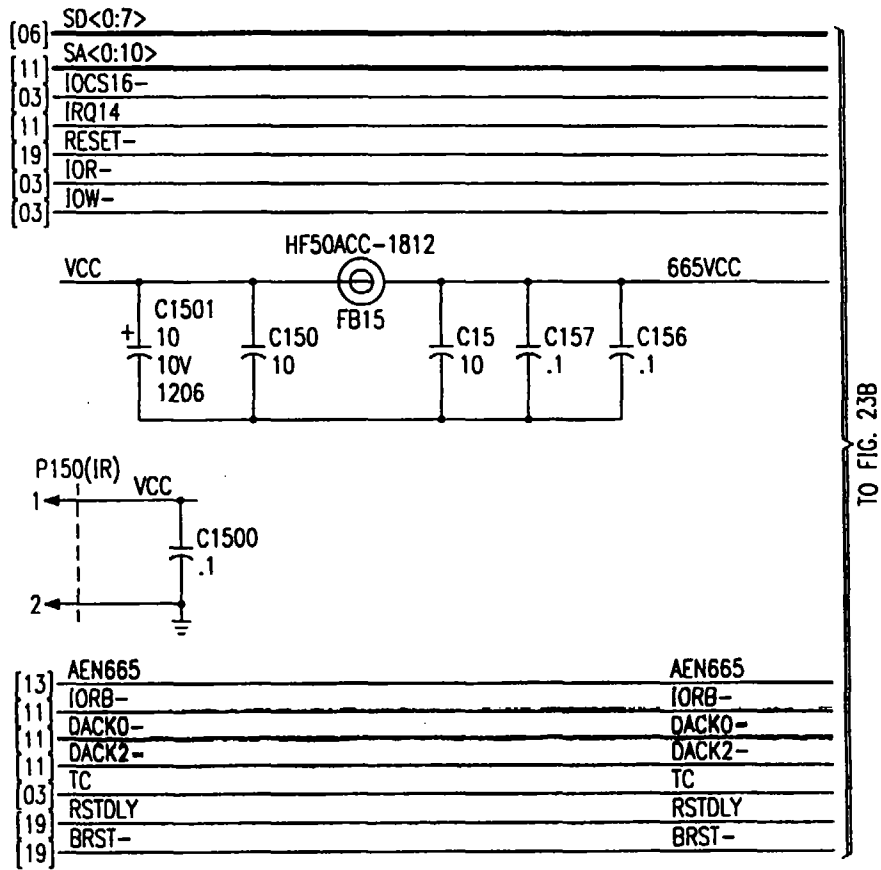 [06] SD<0:7>
[11] SA<0:10>
[03] IOCS16-
[11] IRQ14
[19] RESET-
[03] IOR-
[03] IOW-
HF50ACC-1812
VCC
665VCC
FB15
C1501
+ 10
10V
1206
C150
10
C15
10
C157
.1
C156
.1
TO FIG. 23B
P150(IR)
VCC
1
C1500
.1
2
[13] AEN665 AEN665
[11] IORB- IORB-
[11] DACK0- DACK0-
[11] DACK2- DACK2-
[03] TC TC
[19] RSTDLY RSTDLY
[19] BRST- BRST-